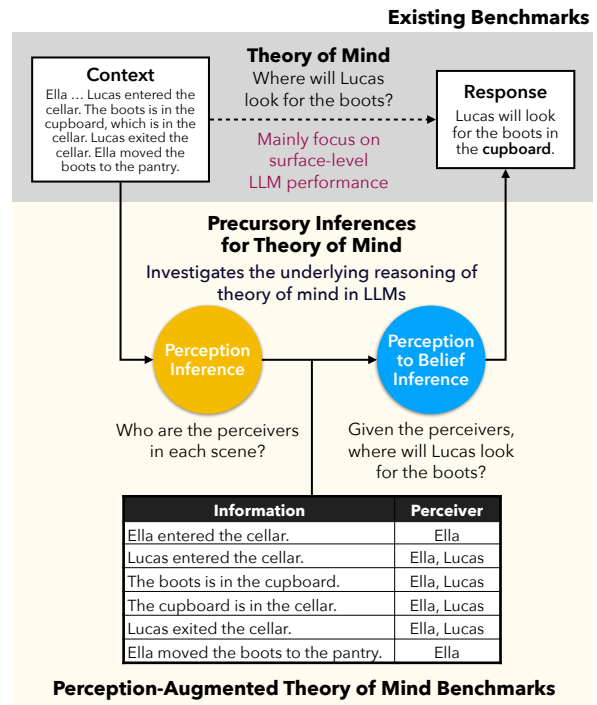 Existing Benchmarks
Context
Ella … Lucas entered the
cellar. The boots is in the
cupboard, which is in the
cellar. Lucas exited the
cellar. Ella moved the
boots to the pantry.
Theory of Mind
Where will Lucas
look for the boots?
Mainly focus on
surface-level
LLM performance
Response
Lucas will look
for the boots in
the cupboard.
Precursory Inferences
for Theory of Mind
Investigates the underlying reasoning of
theory of mind in LLMs
Perception
Inference
Perception
to Belief
Inference
Who are the perceivers
in each scene?
Given the perceivers,
where will Lucas look
for the boots?
Information Perceiver
Ella entered the cellar. Ella
Lucas entered the cellar. Ella, Lucas
The boots is in the cupboard. Ella, Lucas
The cupboard is in the cellar. Ella, Lucas
Lucas exited the cellar. Ella, Lucas
Ella moved the boots to the pantry. Ella
Perception-Augmented Theory of Mind Benchmarks